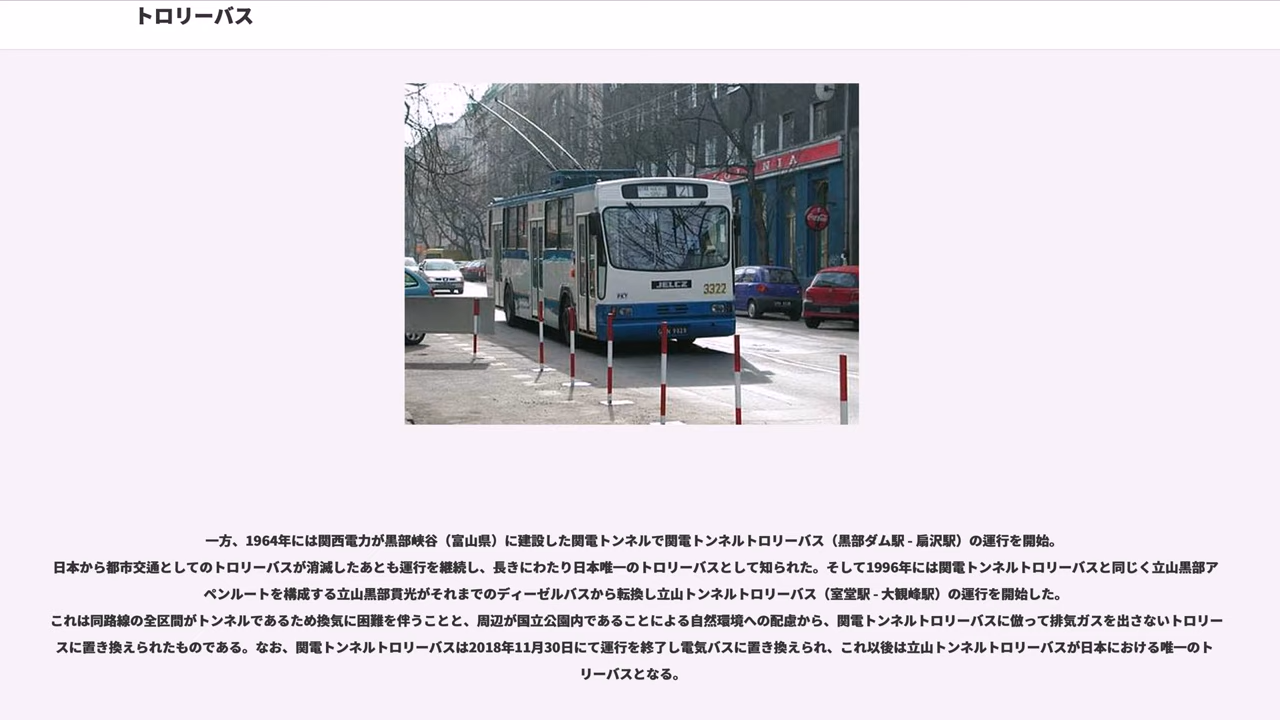 トロリーバス
21
JELCZ
3322
Coca-Cola
一方、1964年には関西電力が黒部峡谷（富山県）に建設した関電トンネルで関電トンネルトロリーバス（黒部ダム駅 - 扇沢駅）の運行を開始。
日本から都市交通としてのトロリーバスが消滅したあとも運行を継続し、長きにわたり日本唯一のトロリーバスとして知られた。そして1996年には関電トンネルトロリーバスと同じく立山黒部ア
ペンルートを構成する立山黒部貫光がそれまでのディーゼルバスから転換し立山トンネルトロリーバス（室堂駅 - 大観峰駅）の運行を開始した。
これは同路線の全区間がトンネルであるため換気に困難を伴うことと、周辺が国立公園内であることによる自然環境への配慮から、関電トンネルトロリーバスに倣って排気ガスを出さないトロリー
スに置き換えられたものである。なお、関電トンネルトロリーバスは2018年11月30日にて運行を終了し電気バスに置き換えられ、これ以後は立山トンネルトロリーバスが日本における唯一のト
リーバスとなる。